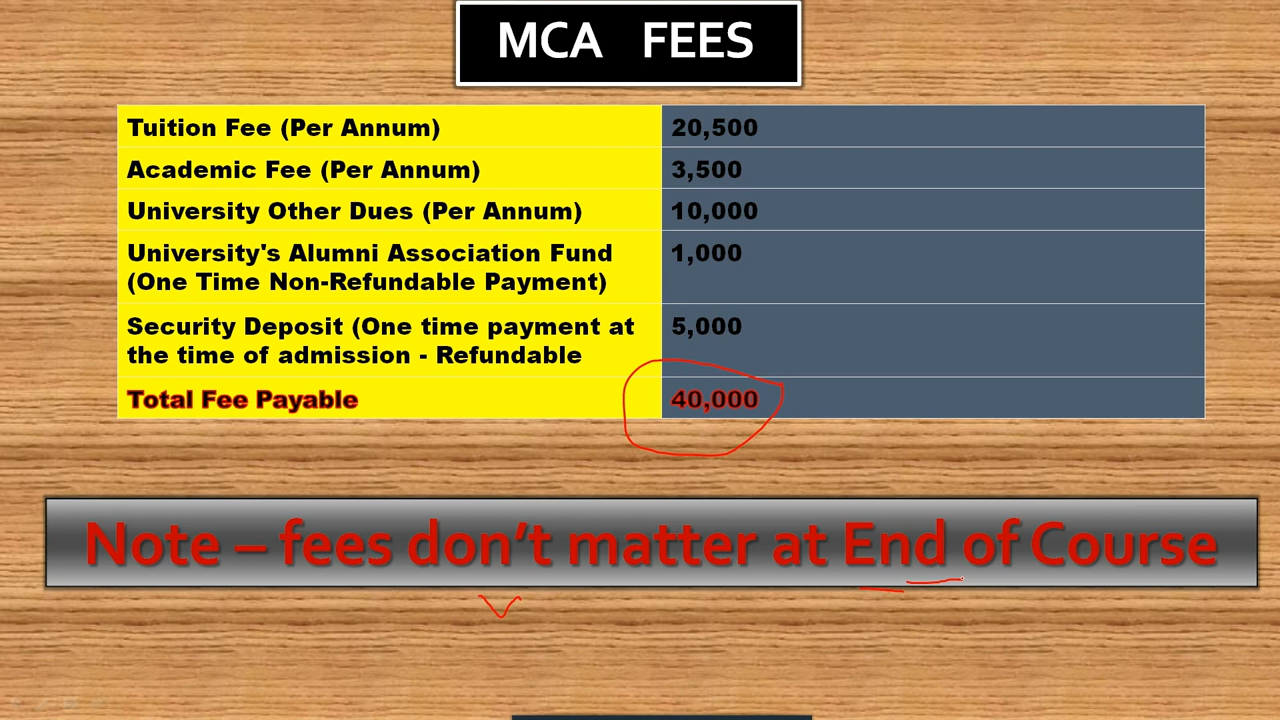 MCA FEES
Tuition Fee (Per Annum) 20,500
Academic Fee (Per Annum) 3,500
University Other Dues (Per Annum) 10,000
University's Alumni Association Fund 1,000
(One Time Non-Refundable Payment)
Security Deposit (One time payment at 5,000
the time of admission - Refundable
Total Fee Payable 40,000
Note – fees don't matter at End of Course